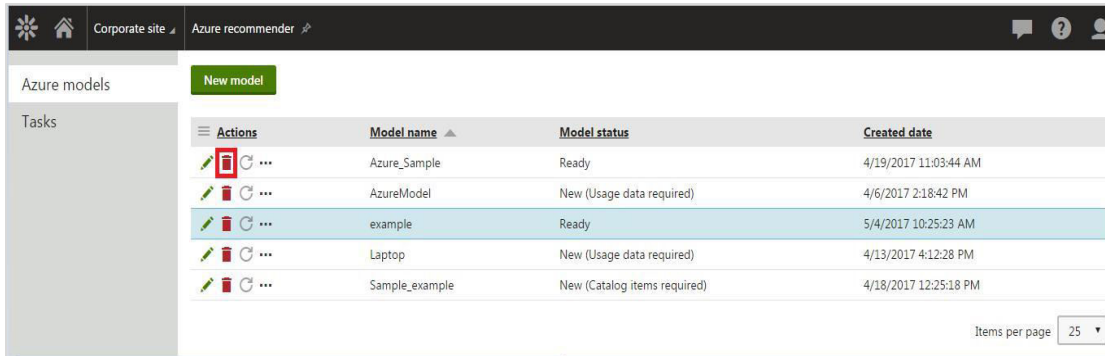 Corporate site Azure recommender
Azure models
Tasks
New model
Actions Model name Model status Created date
Azure_Sample Ready 4/19/2017 11:03:44 AM
AzureModel New (Usage data required) 4/6/2017 2:18:42 PM
example Ready 5/4/2017 10:25:23 AM
Laptop New (Usage data required) 4/13/2017 4:12:28 PM
Sample_example New (Catalog items required) 4/18/2017 12:25:18 PM
Items per page 25